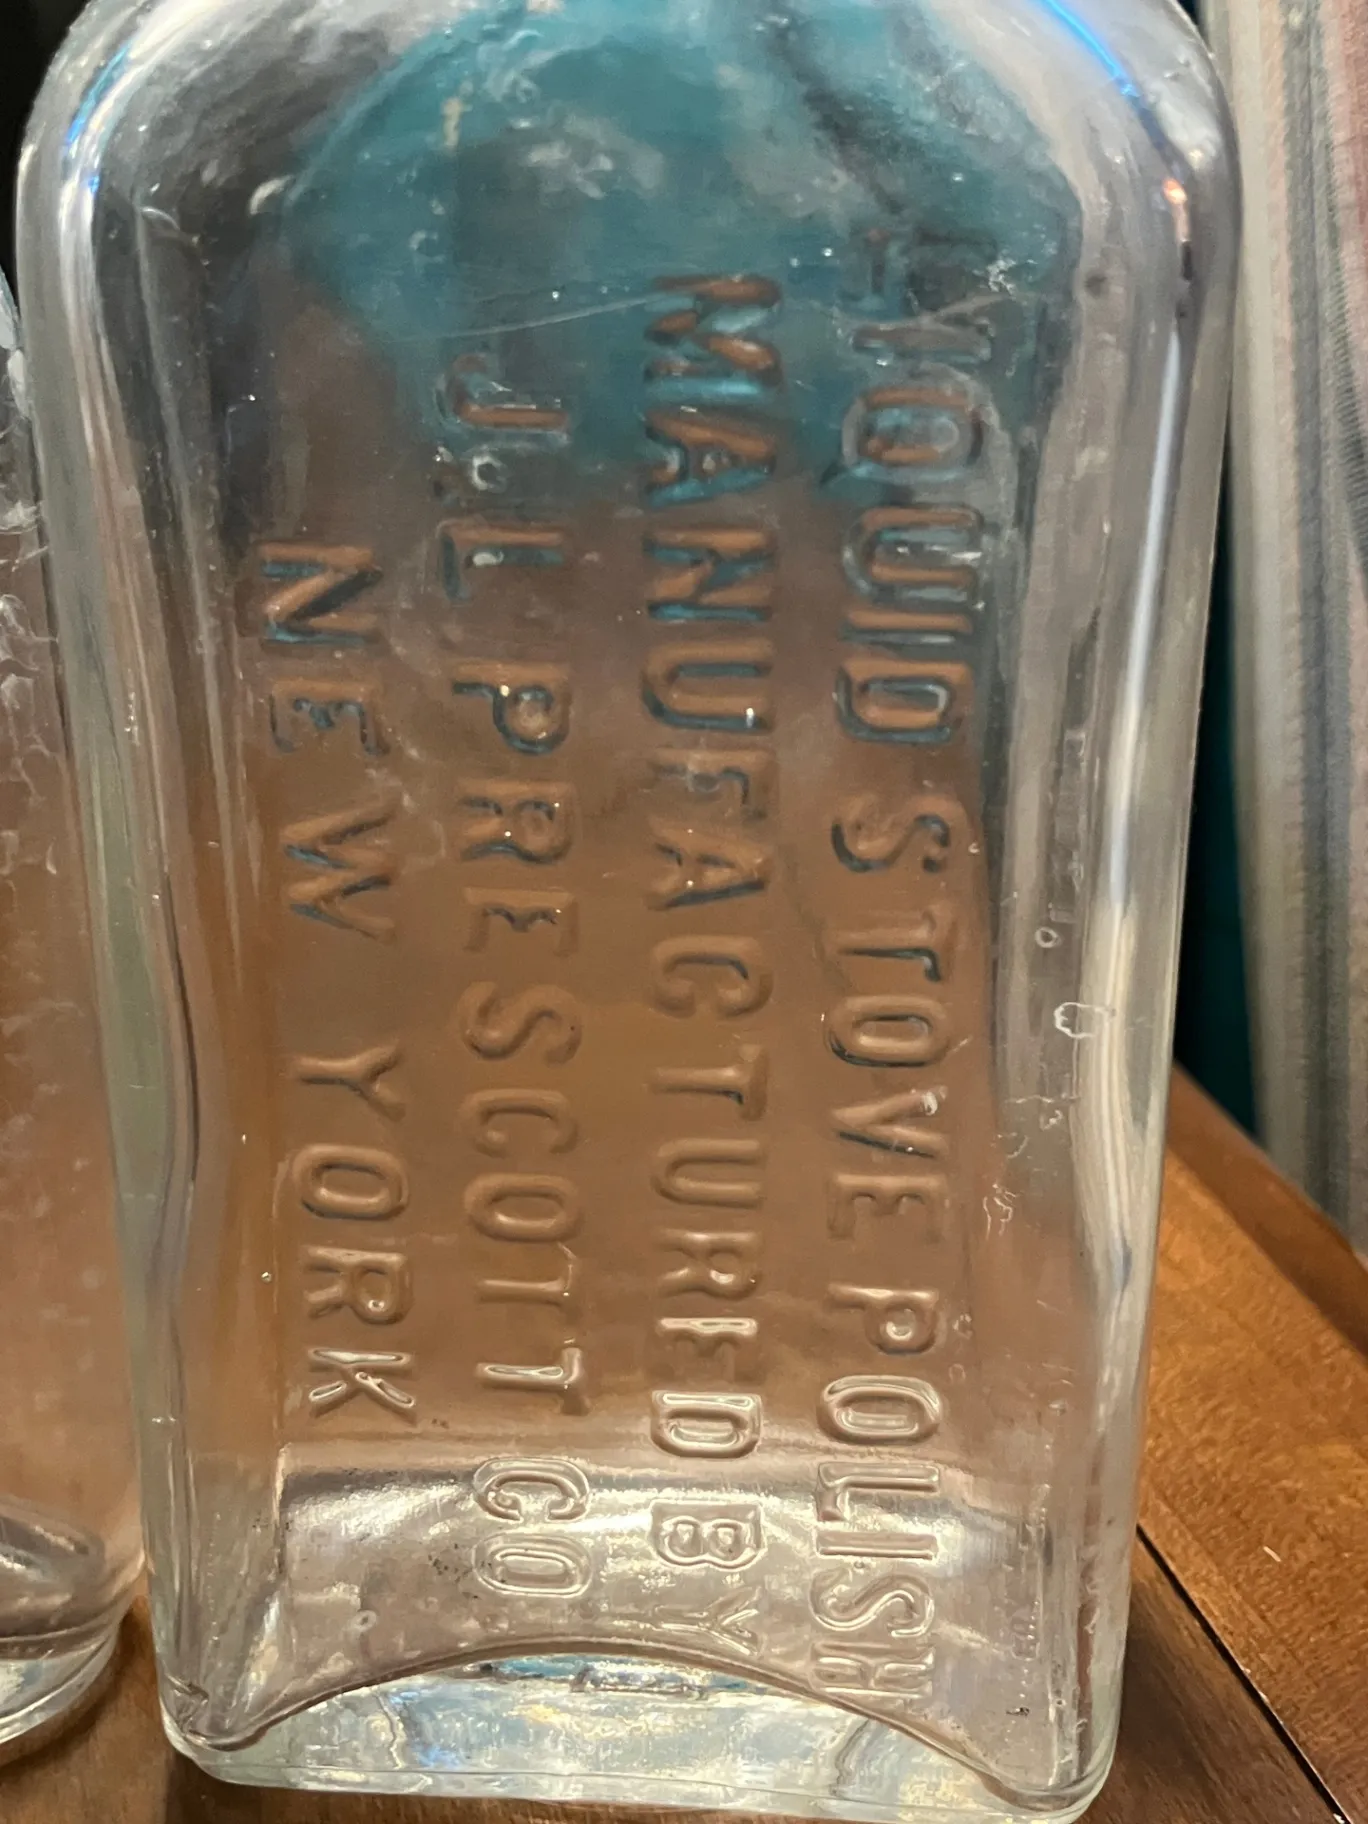 LIQUID STOVE POLISH
MANUFACTURED BY
J. L. PRESCOTT CO
NEW YORK